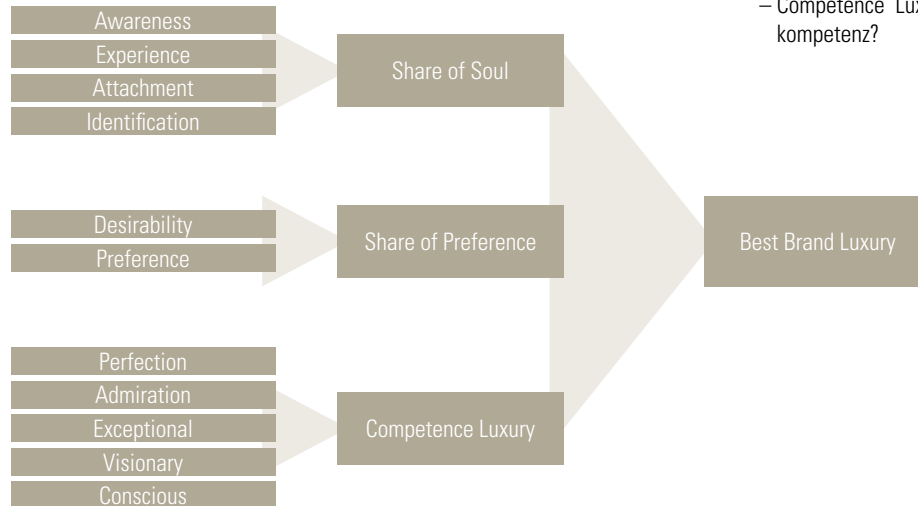 – Competence
kompetenz?
Awareness
Experience
Attachment
Identification
Share of Soul
Desirability
Preference
Share of Preference
Best Brand Luxury
Perfection
Admiration
Exceptional
Visionary
Conscious
Competence Luxury